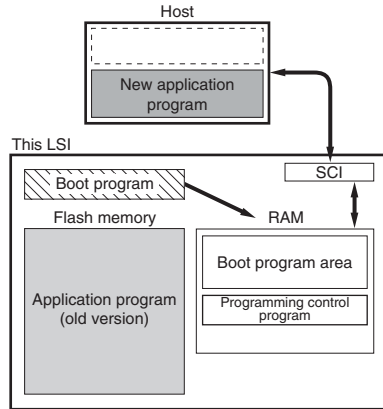 Host
New application
program
This LSI
SCI
Boot program
Flash memory
RAM
Application program
(old version)
Boot program area
Programming control
program